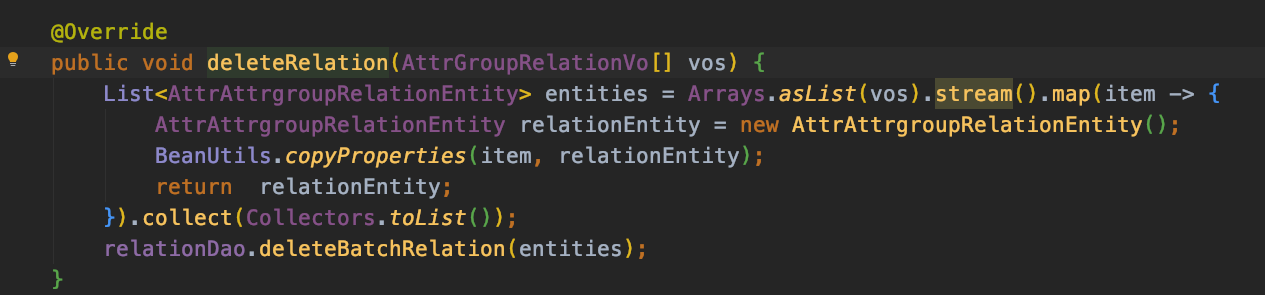 @Override
public void deleteRelation(AttrGroupRelationVo[] vos) {
    List<AttrAttrgroupRelationEntity> entities = Arrays.asList(vos).stream().map(item -> {
        AttrAttrgroupRelationEntity relationEntity = new AttrAttrgroupRelationEntity();
        BeanUtils.copyProperties(item, relationEntity);
        return  relationEntity;
    }).collect(Collectors.toList());
    relationDao.deleteBatchRelation(entities);
}